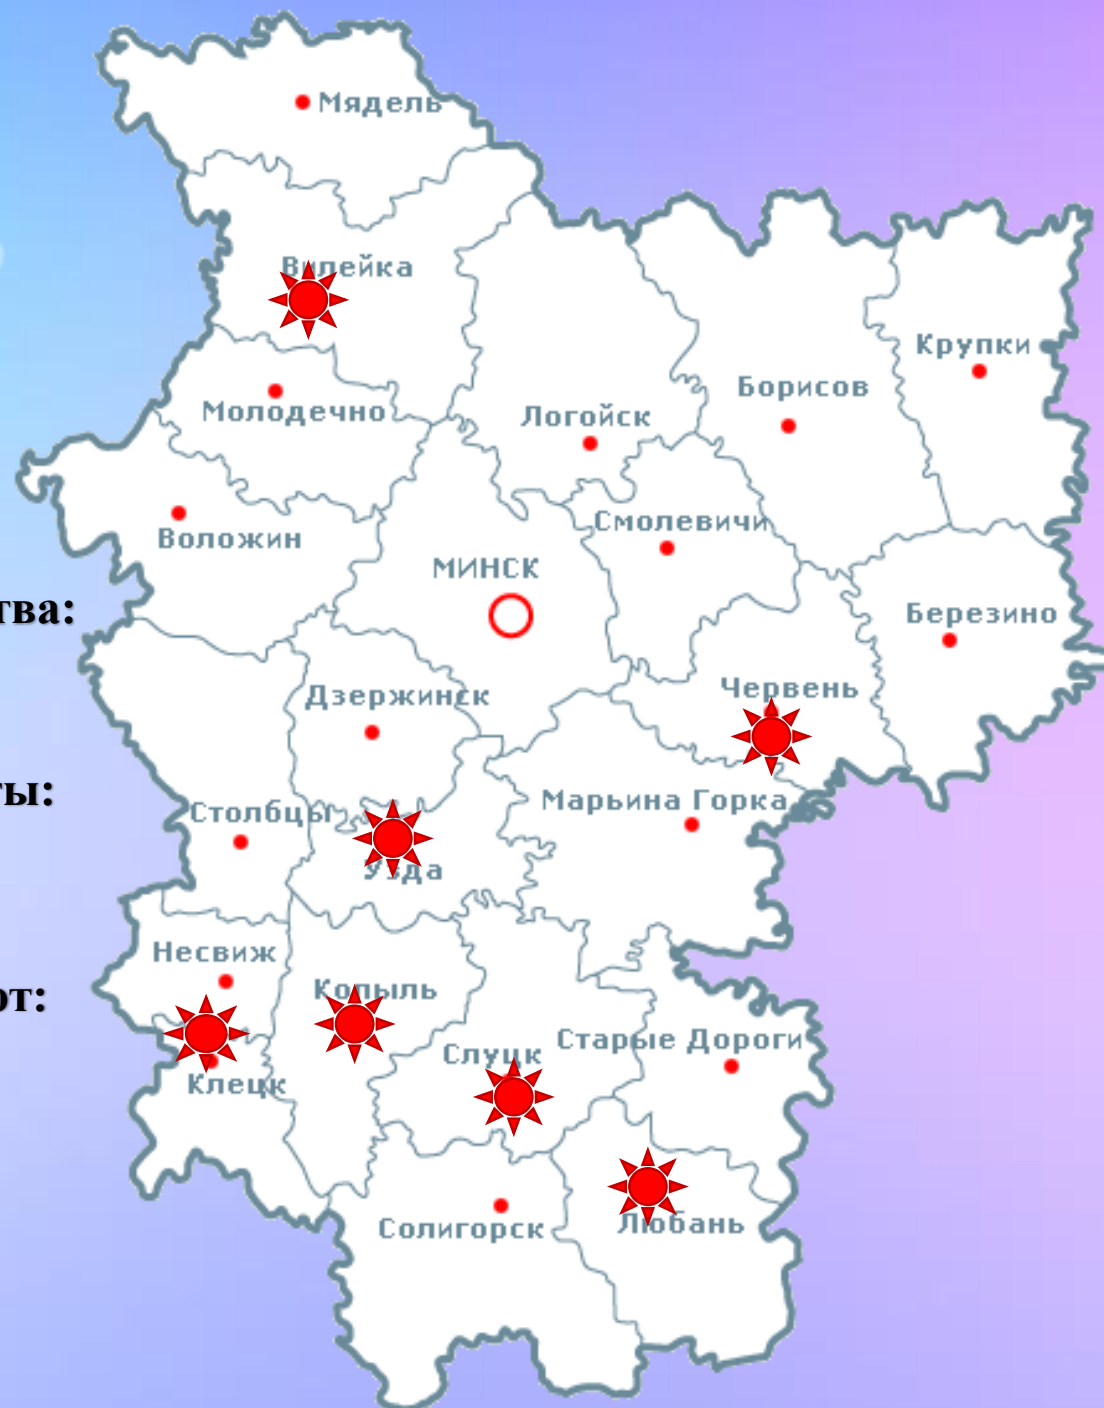 Мядель
Вилейка
Крупки
Борисов
Молодечно
Логойск
Смолевичи
Воложин
МИНСК
тва:
Березино
Червень
Дзержинск
ты:
Марьина Горка
Столбцы
Узда
Несвиж
Копыль
от:
Старые Дороги
Слуцк
Клецк
Любань
Солигорск